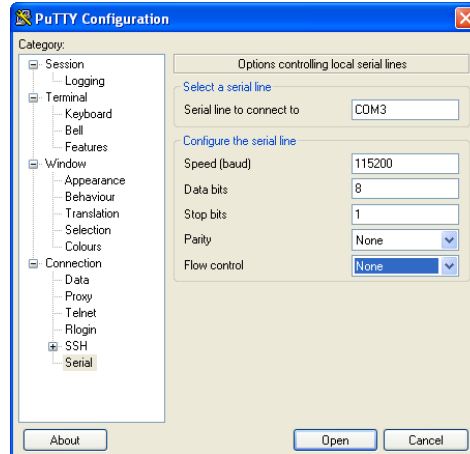 PuTTY Configuration
Category:
Session
Logging
Terminal
Keyboard
Bell
Features
Window
Appearance
Behaviour
Translation
Selection
Colours
Connection
Data
Proxy
Telnet
Rlogin
SSH
Serial
Options controlling local serial lines
Select a serial line
Serial line to connect to COM3
Configure the serial line
Speed (baud) 115200
Data bits 8
Stop bits 1
Parity None
Flow control None
About Open Cancel